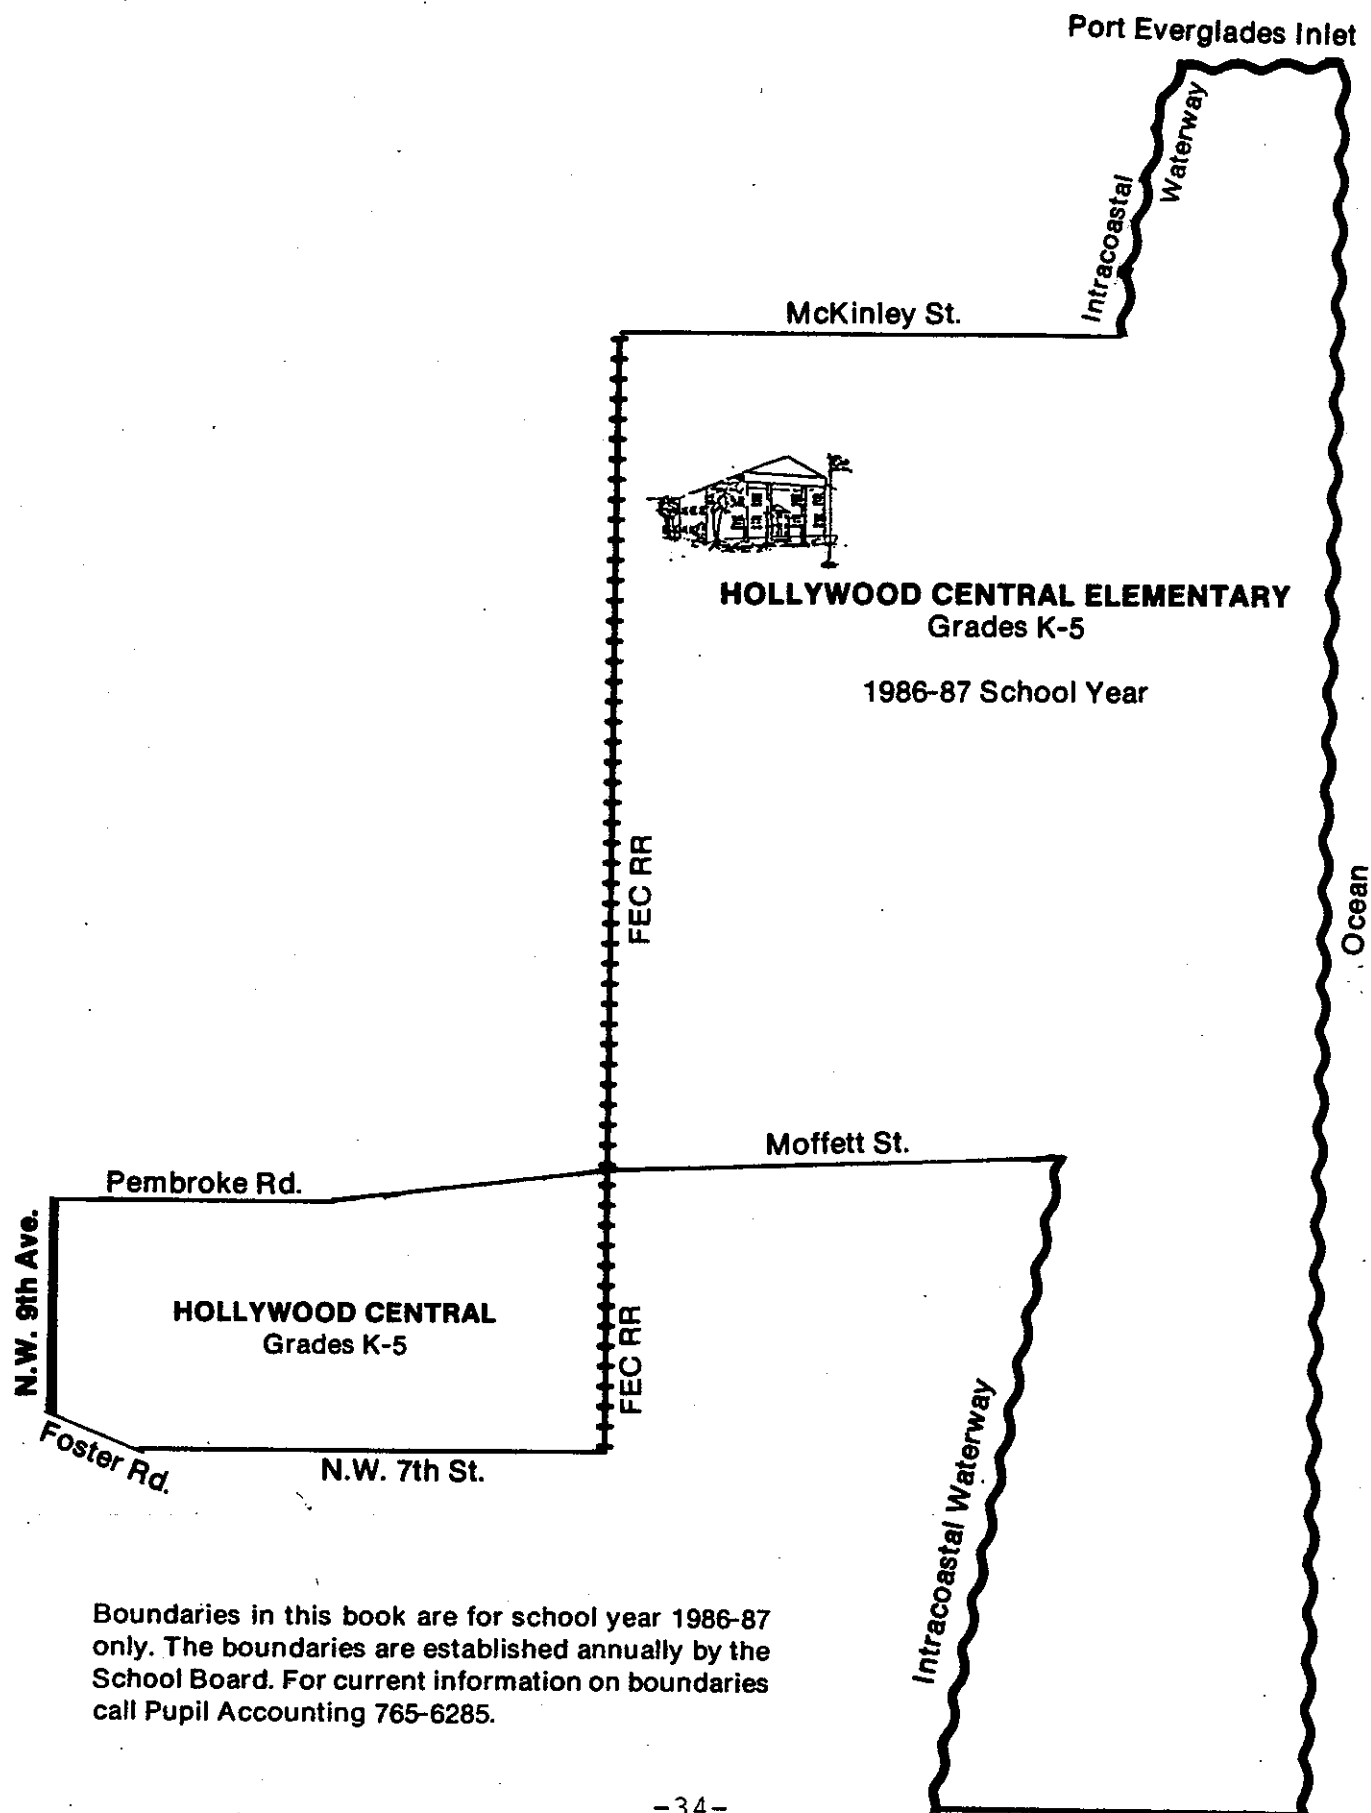 Port Everglades Inlet
Intracoastal
Waterway
McKinley St.
HOLLYWOOD CENTRAL ELEMENTARY
Grades K-5
1986-87 School Year
FEC RR
Ocean
Moffett St.
Pembroke Rd.
N.W. 9th Ave.
HOLLYWOOD CENTRAL
Grades K-5
FEC RR
Foster Rd.
N.W. 7th St.
Intracoastal Waterway
Boundaries in this book are for school year 1986-87
only. The boundaries are established annually by the
School Board. For current information on boundaries
call Pupil Accounting 765-6285.
-34-